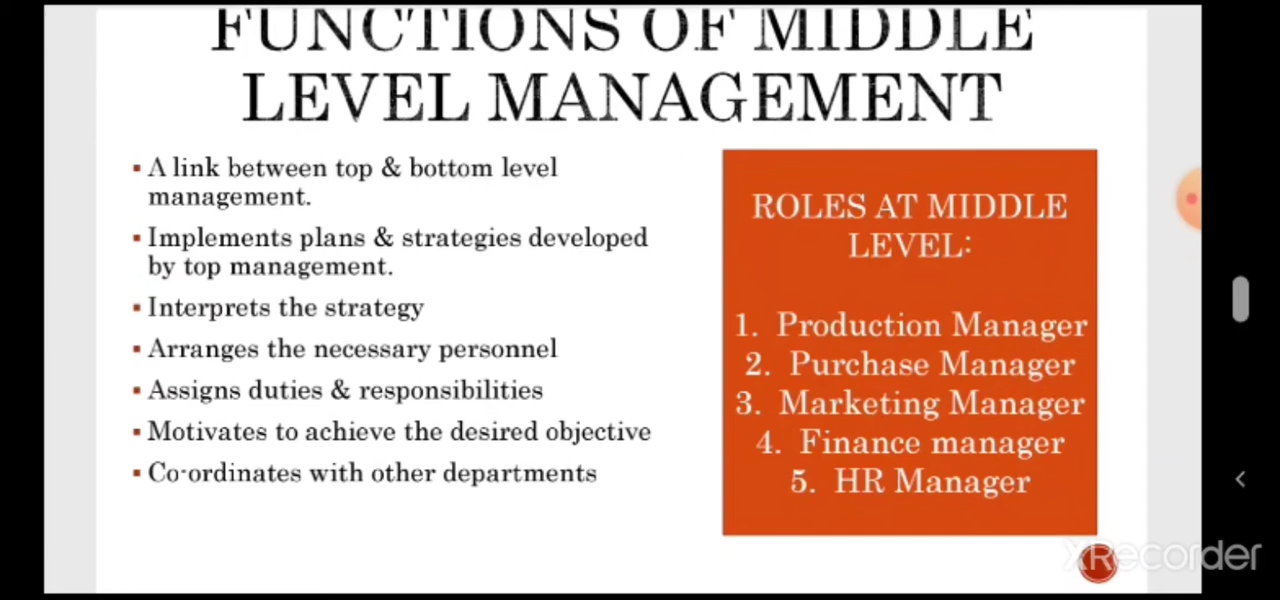 FUNCTIONS OF MIDDLE
LEVEL MANAGEMENT
▪ A link between top & bottom level
management.
▪ Implements plans & strategies developed
by top management.
▪ Interprets the strategy
▪ Arranges the necessary personnel
▪ Assigns duties & responsibilities
▪ Motivates to achieve the desired objective
▪ Co-ordinates with other departments
ROLES AT MIDDLE
LEVEL:
1. Production Manager
2. Purchase Manager
3. Marketing Manager
4. Finance manager
5. HR Manager
XRecorder